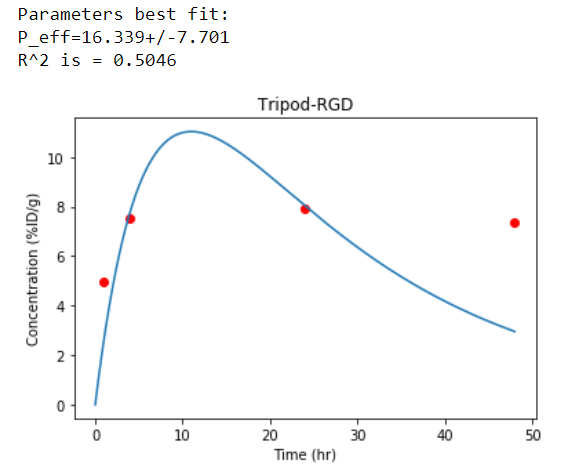 Parameters best fit:
P_eff=16.339+/-7.701
R^2 is = 0.5046
Tripod-RGD
10
8
6
4
2
0
Concentration (%ID/g)
0 10 20 30 40 50
Time (hr)